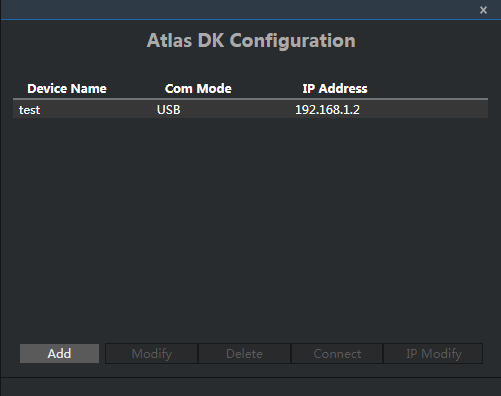 x
Atlas DK Configuration
Device Name Com Mode IP Address
test USB 192.168.1.2
Add Modify Delete Connect IP Modify